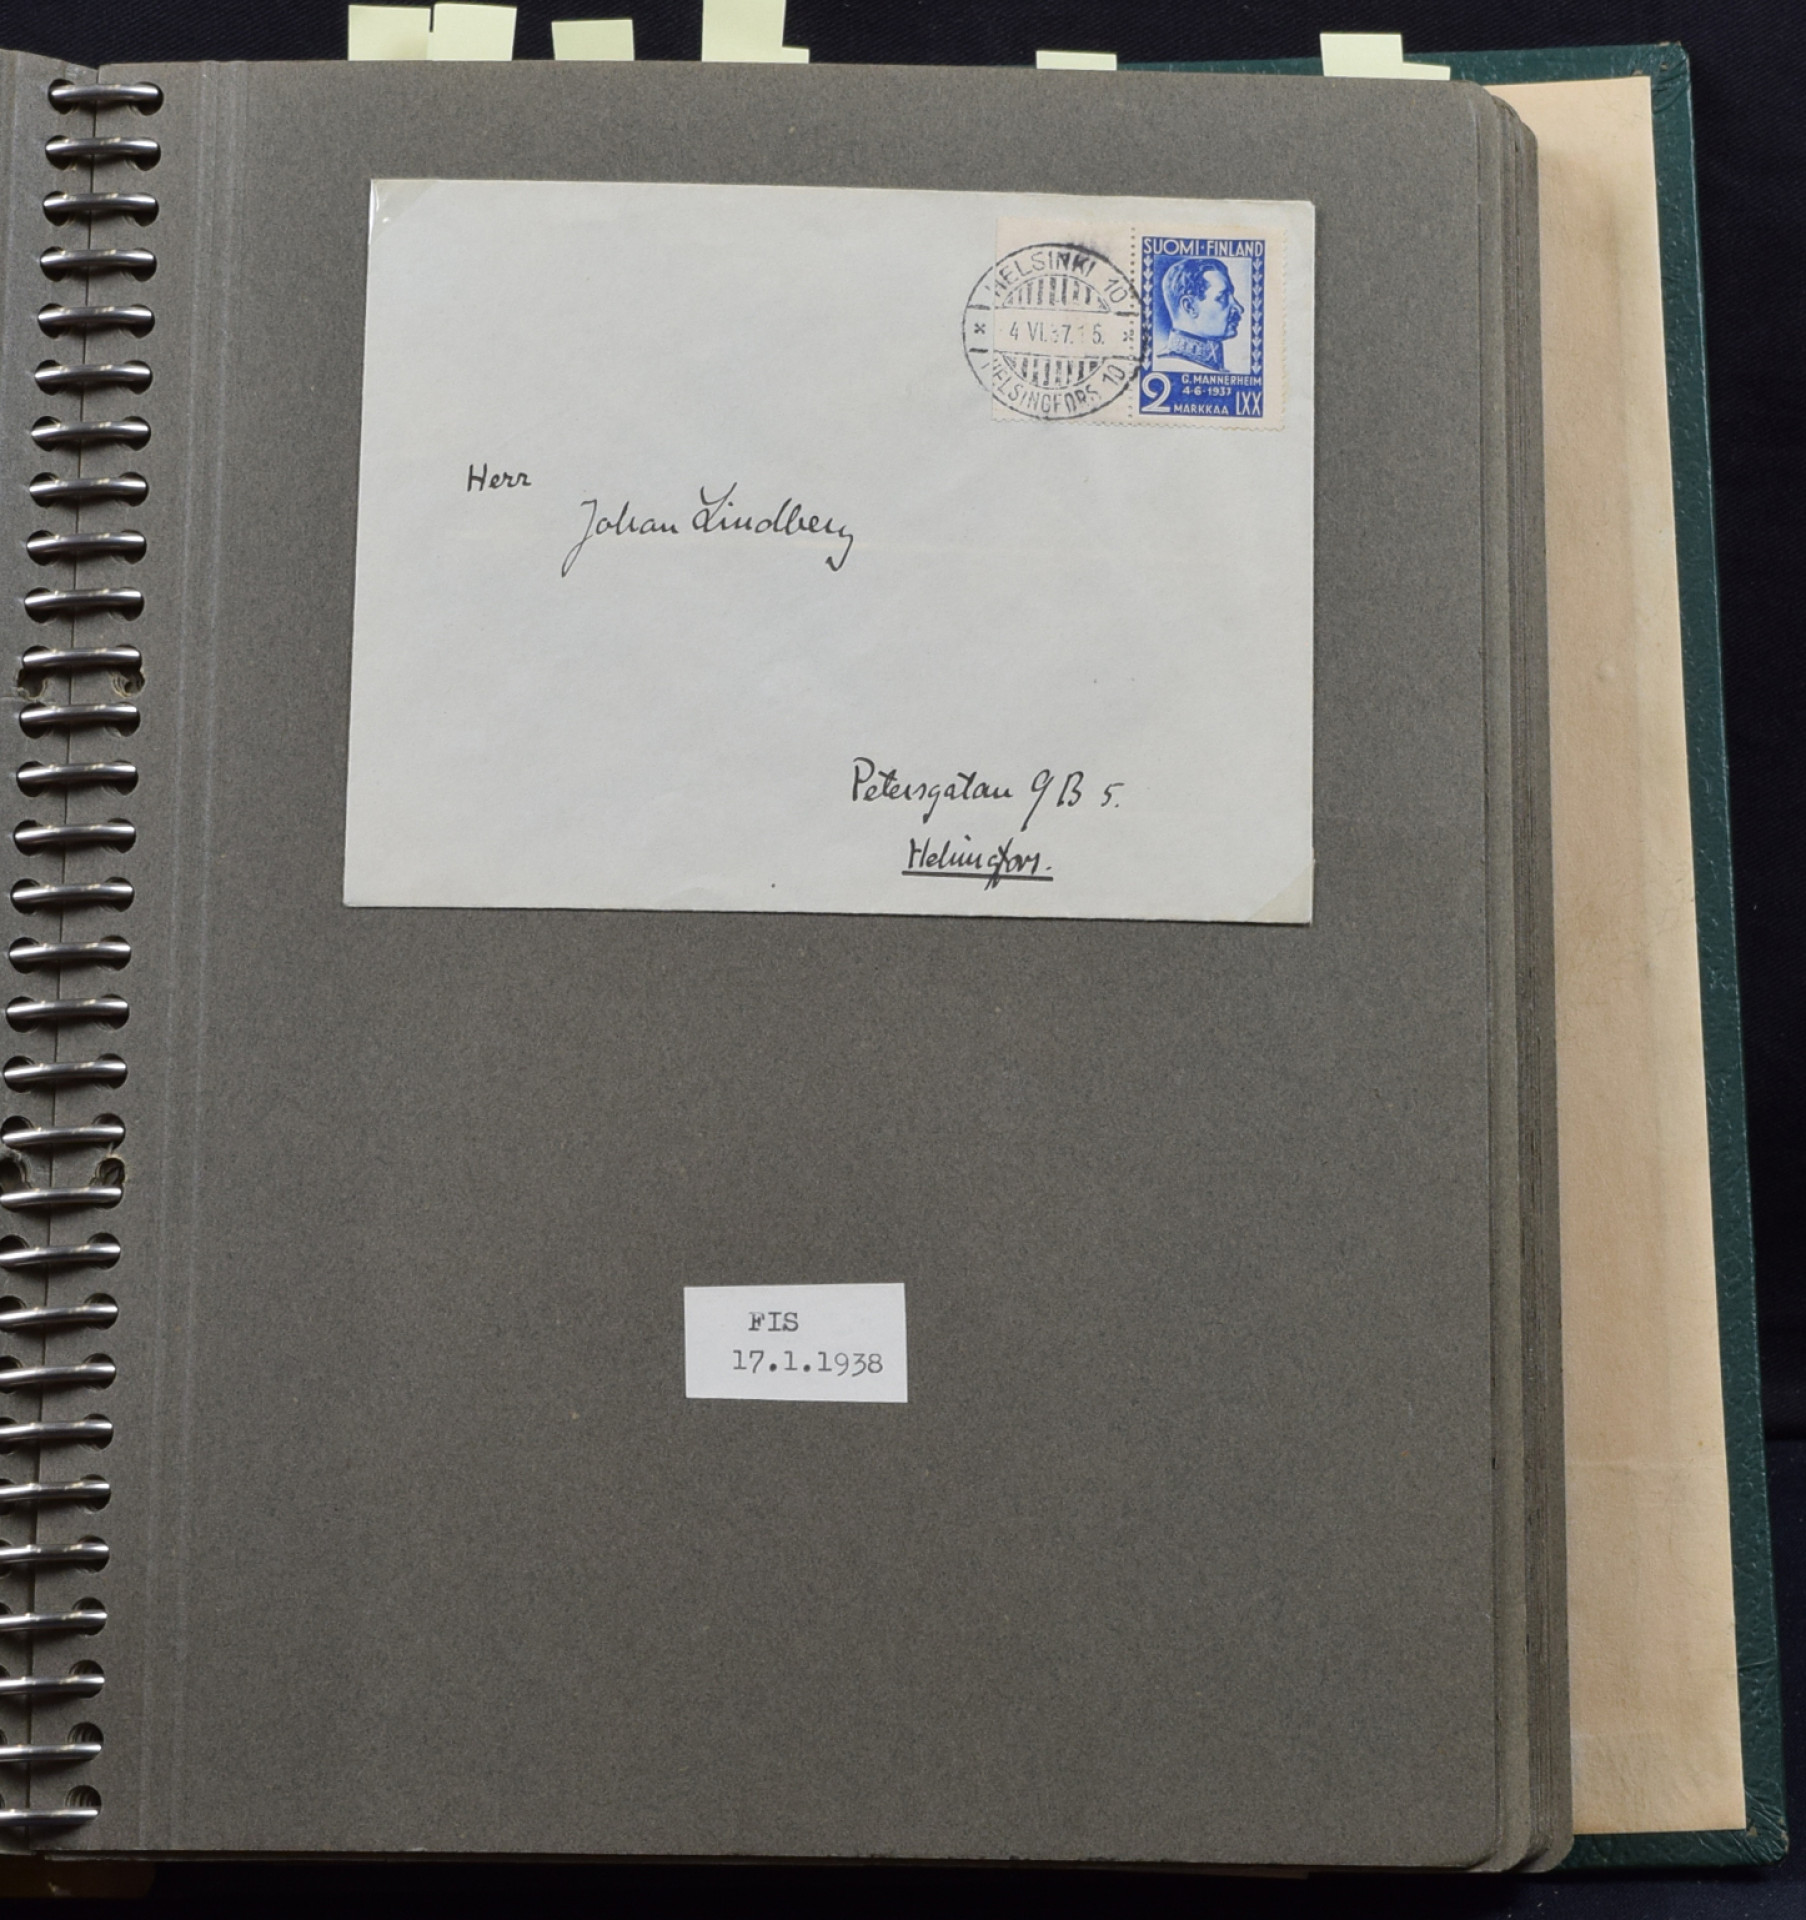 SUOMI·FINLAND
HELSINKI 10
4 VI.37.15.
HELSINGFORS 10
G. MANNERHEIM
4·6·1937
2 MARKKAA LXX
Herr
Johan Lindberg
Petersgatan 9 B 5.
Helsingfors.
FIS
17.1.1938